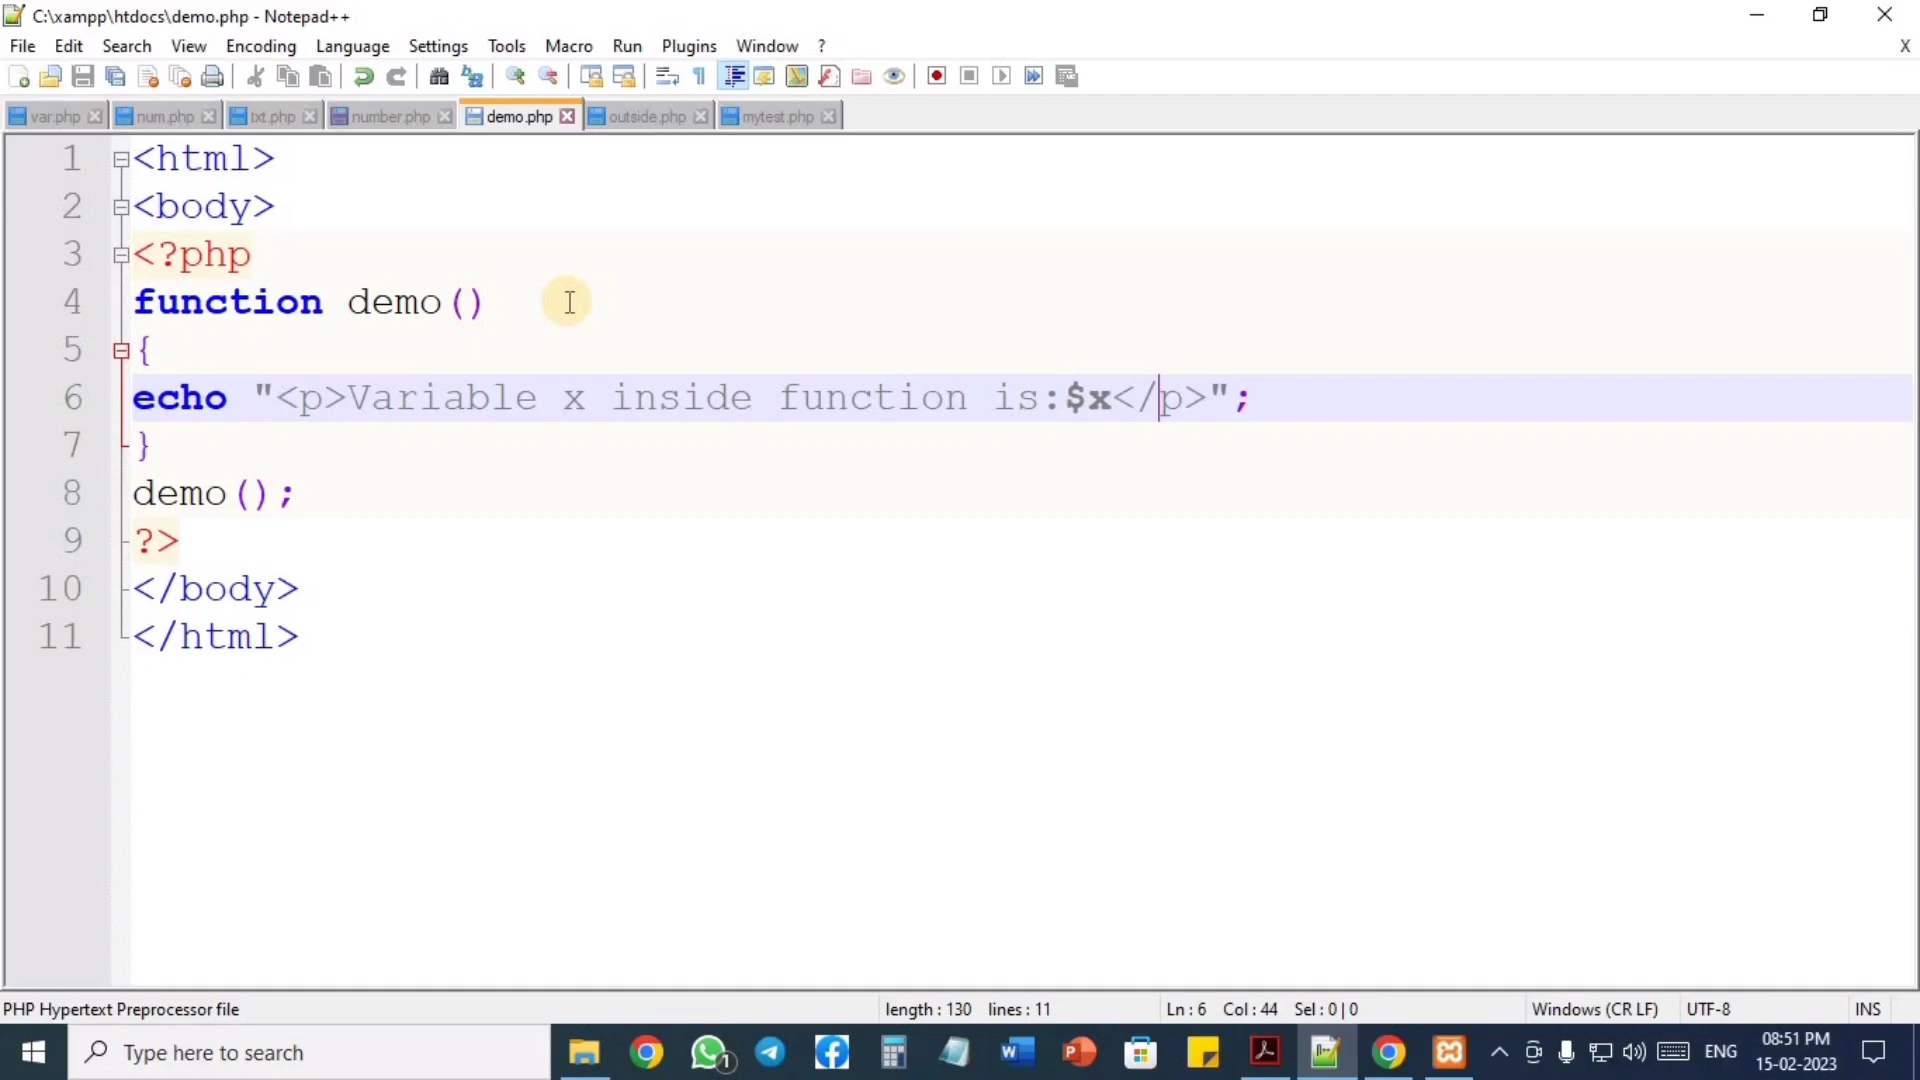 C:\xampp\htdocs\demo.php - Notepad++
File Edit Search View Encoding Language Settings Tools Macro Run Plugins Window ? X
var.php num.php txt.php number.php demo.php outside.php mytest.php
1 <html>
2 <body>
3 <?php
4 function demo()
5 {
6 echo "<p>Variable x inside function is:$x</p>";
7 }
8 demo();
9 ?>
10 </body>
11 </html>
PHP Hypertext Preprocessor file length : 130 lines : 11 Ln : 6 Col : 44 Sel : 0 | 0 Windows (CR LF) UTF-8 INS
Type here to search 1 ENG 08:51 PM
15-02-2023